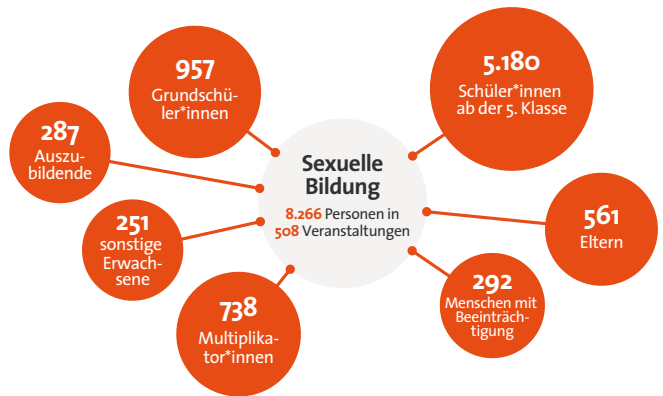 957
Grundschü-
ler*innen
5.180
Schüler*innen
ab der 5. Klasse
287
Auszu-
bildende
Sexuelle
Bildung
8.266 Personen in
508 Veranstaltungen
251
sonstige
Erwach-
sene
561
Eltern
738
Multiplika-
tor*innen
292
Menschen mit
Beeinträch-
tigung